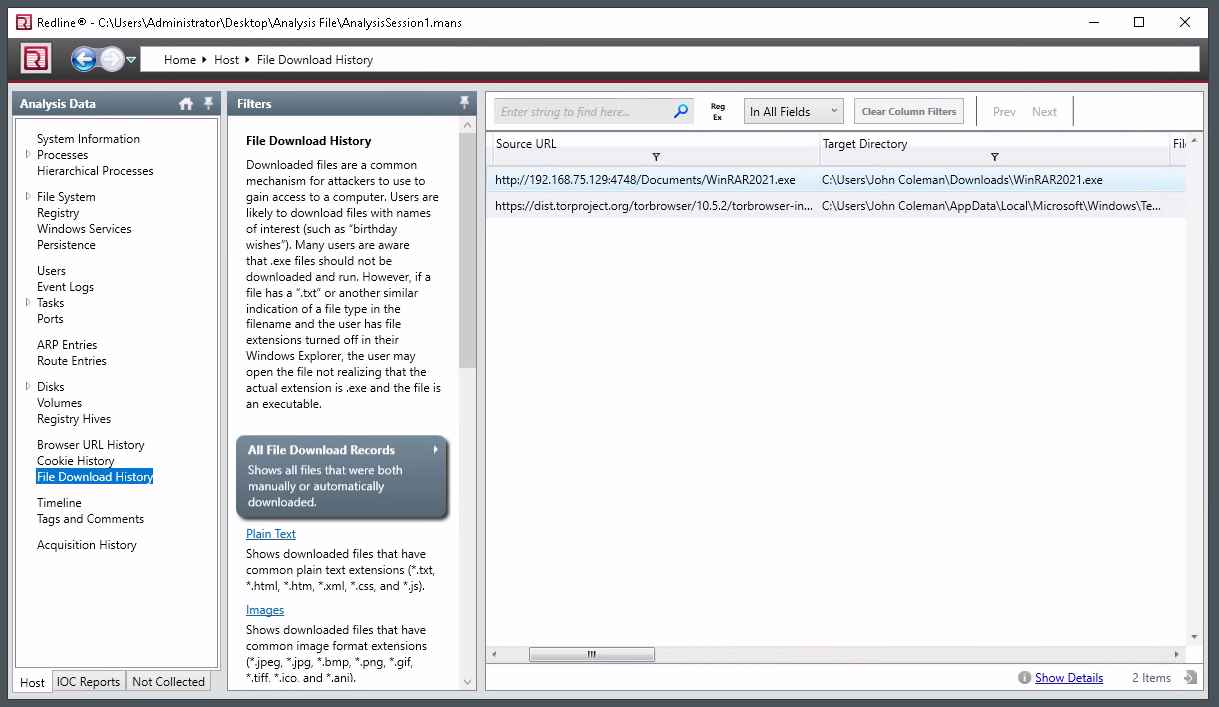 Redline® - C:\Users\Administrator\Desktop\Analysis File\AnalysisSession1.mans
Home Host File Download History
Analysis Data
System Information
Processes
Hierarchical Processes
File System
Registry
Windows Services
Persistence
Users
Event Logs
Tasks
Ports
ARP Entries
Route Entries
Disks
Volumes
Registry Hives
Browser URL History
Cookie History
File Download History
Timeline
Tags and Comments
Acquisition History
Host IOC Reports Not Collected
Filters
File Download History
Downloaded files are a common
mechanism for attackers to use to
gain access to a computer. Users are
likely to download files with names
of interest (such as "birthday
wishes"). Many users are aware
that .exe files should not be
downloaded and run. However, if a
file has a ".txt" or another similar
indication of a file type in the
filename and the user has file
extensions turned off in their
Windows Explorer, the user may
open the file not realizing that the
actual extension is .exe and the file is
an executable.
All File Download Records
Shows all files that were both
manually or automatically
downloaded.
Plain Text
Shows downloaded files that have
common plain text extensions (*.txt,
*.html, *.htm, *.xml, *.css, and *.js).
Images
Shows downloaded files that have
common image format extensions
(*.jpeg, *.jpg, *.bmp, *.png, *.gif,
*.tiff, *.ico, and *.ani).
Enter string to find here...
Reg
Ex
In All Fields
Clear Column Filters
Prev Next
Source URL Target Directory Fil
http://192.168.75.129:4748/Documents/WinRAR2021.exe C:\Users\John Coleman\Downloads\WinRAR2021.exe
https://dist.torproject.org/torbrowser/10.5.2/torbrowser-in... C:\Users\John Coleman\AppData\Local\Microsoft\Windows\Te...
Show Details 2 Items